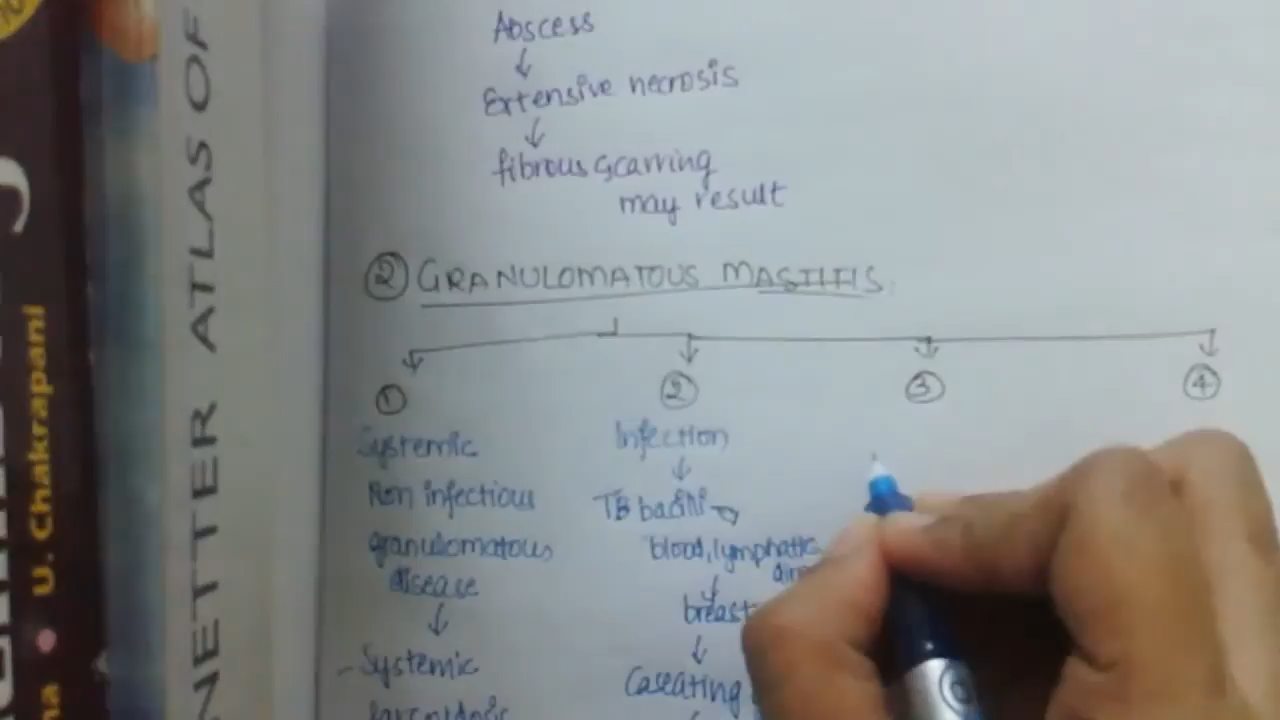 Abscess
↓
Extensive necrosis
↓
fibrous scarring
may result
② GRANULOMATOUS MASTITIS.
① ② ③ ④
Systemic
Non infectious
granulomatous
disease
↓
- Systemic
sarcoidosis
Infection
↓
TB bacilli
blood, lymphatic
↓
breast
↓
Caseating
NETTER ATLAS OF
U. Chakrapani